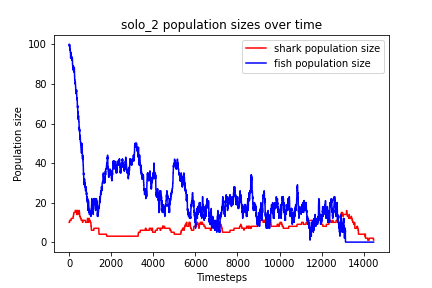 solo_2 population sizes over time
shark population size
fish population size
Population size
100
80
60
40
20
0
0
2000
4000
6000
8000
10000
12000
14000
Timesteps